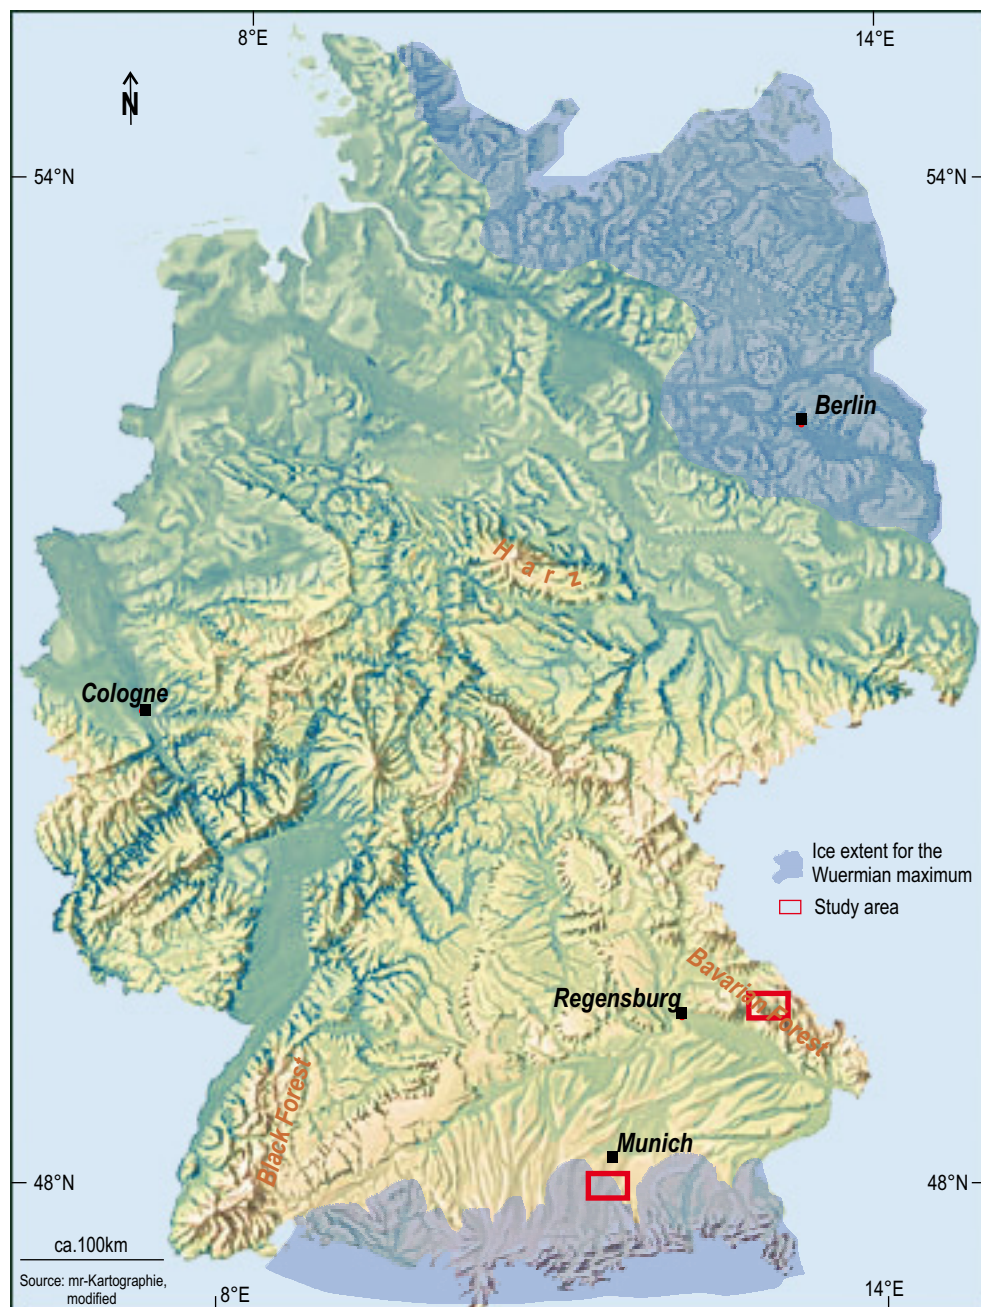 8°E
14°E
N
54°N
54°N
Berlin
Harz
Cologne
Ice extent for the
Wuermian maximum
Study area
Bavarian Forest
Regensburg
Black Forest
Munich
48°N
48°N
ca.100km
Source: mr-Kartographie,
modified
8°E
14°E